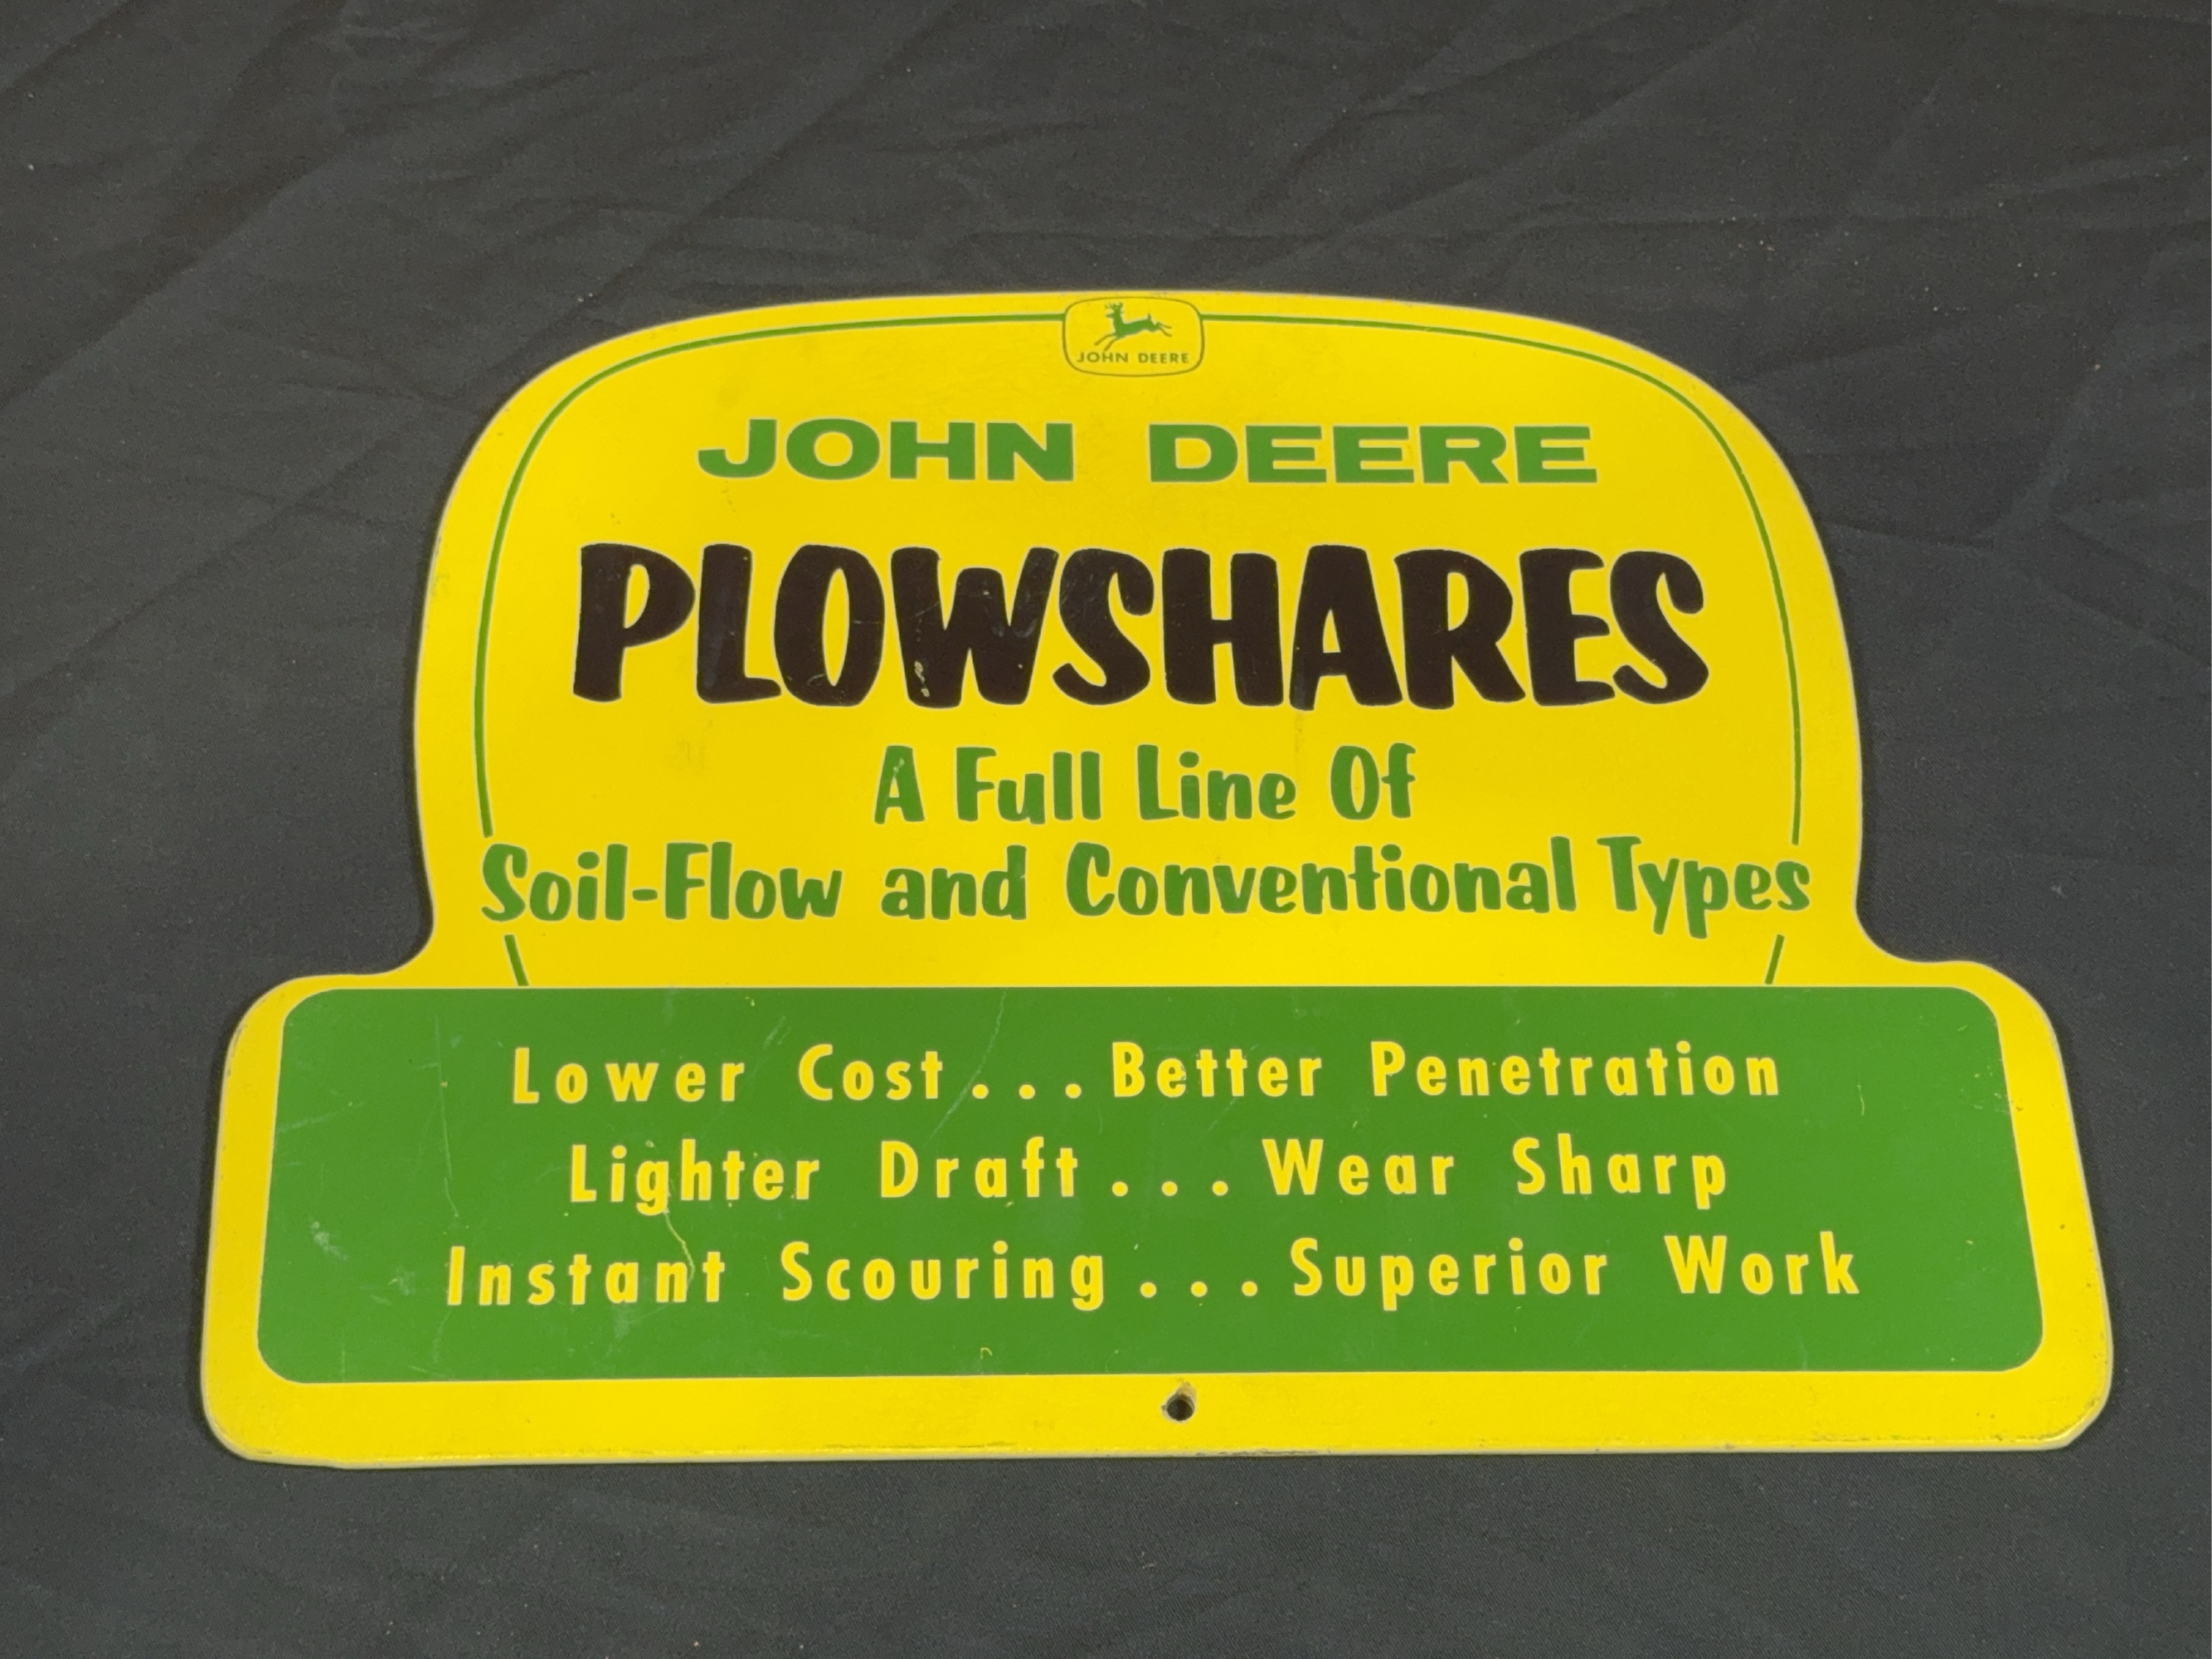 JOHN DEERE
JOHN DEERE
PLOWSHARES
A Full Line Of
Soil-Flow and Conventional Types
Lower Cost...Better Penetration
Lighter Draft...Wear Sharp
Instant Scouring...Superior Work